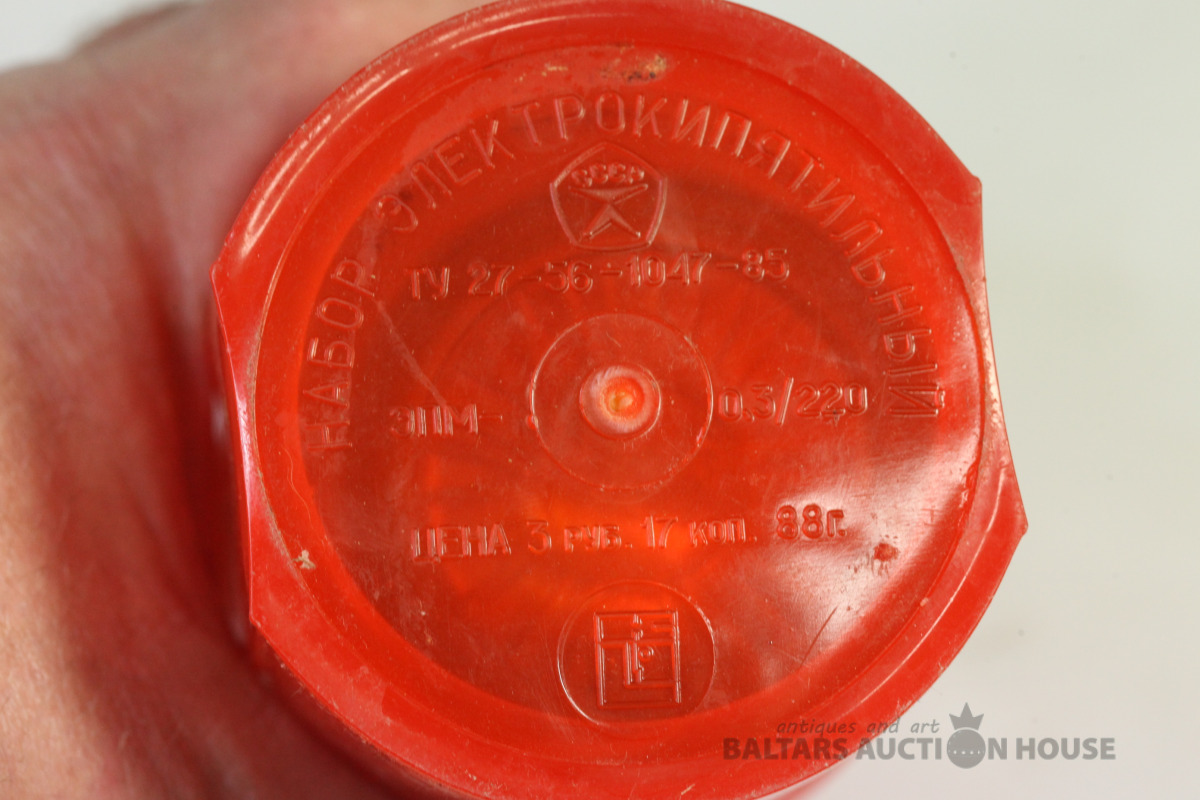 НАБОР ЭЛЕКТРОКИПЯТИЛЬНЫЙ
СССР
ТУ 27-56-1047-85
ЭПМ- 0,3/220
ЦЕНА 3 РУБ. 17 КОП. 88г.
antiques and art
BALTARS AUCTION HOUSE